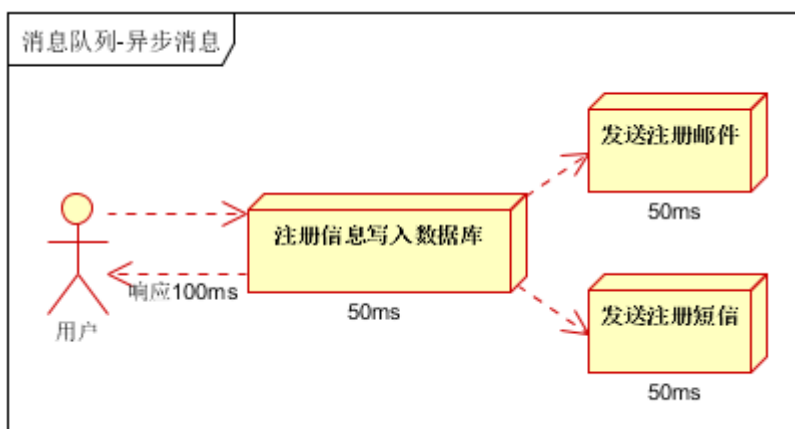 消息队列-异步消息
发送注册邮件
50ms
注册信息写入数据库
响应100ms
50ms
用户
发送注册短信
50ms